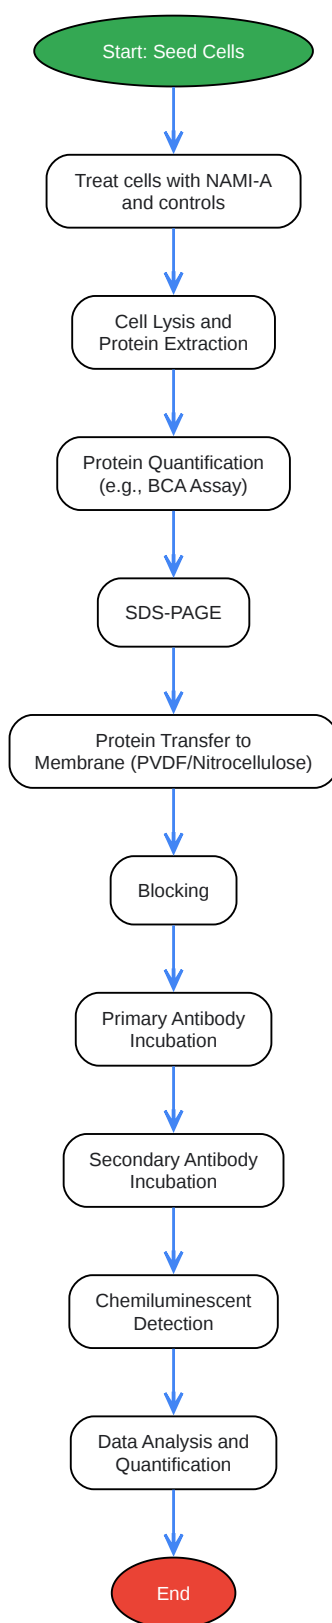 Start: Seed Cells
Treat cells with NAMI-A
and controls
Cell Lysis and
Protein Extraction
Protein Quantification
(e.g., BCA Assay)
SDS-PAGE
Protein Transfer to
Membrane (PVDF/Nitrocellulose)
Blocking
Primary Antibody
Incubation
Secondary Antibody
Incubation
Chemiluminescent
Detection
Data Analysis and
Quantification
End